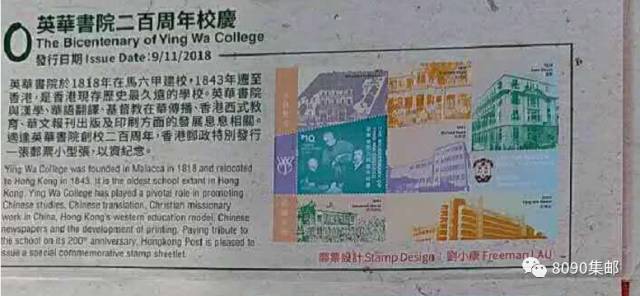 英華書院二百周年校慶
The Bicentenary of Ying Wa College
發行日期 Issue Date：9/11/2018
英華書院於1818年在馬六甲建校，1843年遷至
香港，是香港現存歷史最久遠的學校。英華書院
與漢學、華語翻譯、基督教在華傳播、香港西式教
育、華文報刊出版及印刷方面的發展息息相關。
適逢英華書院創校二百周年，香港郵政特別發行
一張郵票小型張，以資紀念。
Ying Wa College was founded in Malacca in 1818 and relocated
to Hong Kong in 1843. It is the oldest school extant in Hong
Kong. Ying Wa College has played a pivotal role in promoting
Chinese studies, Chinese translation, Christian missionary
work in China, Hong Kong's western education model, Chinese
newspapers and the development of printing. Paying tribute to
the school on its 200th anniversary, Hongkong Post is pleased to
issue a special commemorative stamp sheetlet.
$10
郵票設計 Stamp Design：劉小康 Freeman LAU
8090集邮